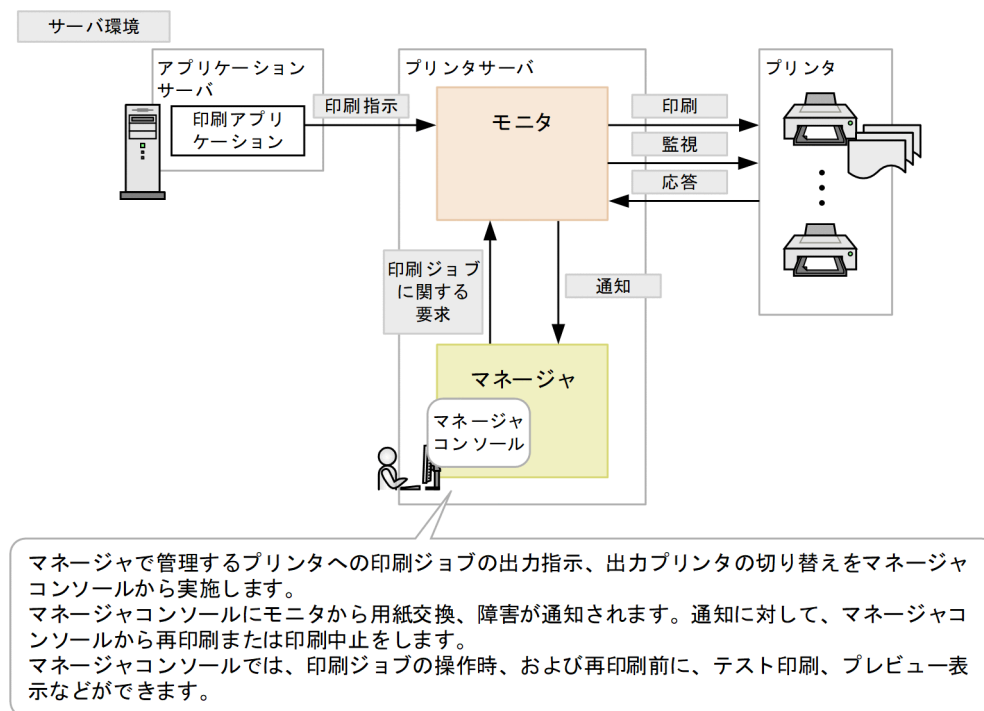 サーバ環境
アプリケーション
サーバ
印刷アプリ
ケーション
印刷指示
プリンタサーバ
モニタ
印刷
監視
応答
プリンタ
印刷ジョブ
に関する
要求
通知
マネージャ
マネージャ
コンソール
マネージャで管理するプリンタへの印刷ジョブの出力指示、出力プリンタの切り替えをマネージャ
コンソールから実施します。
マネージャコンソールにモニタから用紙交換、障害が通知されます。通知に対して、マネージャコ
ンソールから再印刷または印刷中止をします。
マネージャコンソールでは、印刷ジョブの操作時、および再印刷前に、テスト印刷、プレビュー表
示などができます。